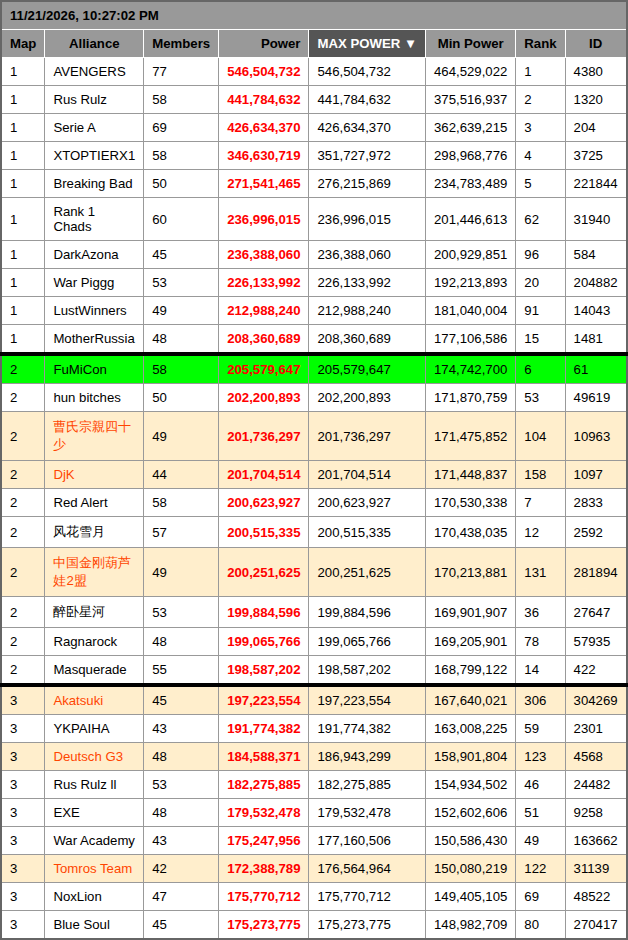 11/21/2026, 10:27:02 PM
Map Alliance Members Power MAX POWER ▼ Min Power Rank ID
1 AVENGERS 77 546,504,732 546,504,732 464,529,022 1 4380
1 Rus Rulz 58 441,784,632 441,784,632 375,516,937 2 1320
1 Serie A 69 426,634,370 426,634,370 362,639,215 3 204
1 XTOPTIERX1 58 346,630,719 351,727,972 298,968,776 4 3725
1 Breaking Bad 50 271,541,465 276,215,869 234,783,489 5 221844
1 Rank 1 Chads 60 236,996,015 236,996,015 201,446,613 62 31940
1 DarkAzona 45 236,388,060 236,388,060 200,929,851 96 584
1 War Piggg 53 226,133,992 226,133,992 192,213,893 20 204882
1 LustWinners 49 212,988,240 212,988,240 181,040,004 91 14043
1 MotherRussia 48 208,360,689 208,360,689 177,106,586 15 1481
2 FuMiCon 58 205,579,647 205,579,647 174,742,700 6 61
2 hun bitches 50 202,200,893 202,200,893 171,870,759 53 49619
2 曹氏宗親四十少 49 201,736,297 201,736,297 171,475,852 104 10963
2 DjK 44 201,704,514 201,704,514 171,448,837 158 1097
2 Red Alert 58 200,623,927 200,623,927 170,530,338 7 2833
2 风花雪月 57 200,515,335 200,515,335 170,438,035 12 2592
2 中国金刚葫芦娃2盟 49 200,251,625 200,251,625 170,213,881 131 281894
2 醉卧星河 53 199,884,596 199,884,596 169,901,907 36 27647
2 Ragnarock 48 199,065,766 199,065,766 169,205,901 78 57935
2 Masquerade 55 198,587,202 198,587,202 168,799,122 14 422
3 Akatsuki 45 197,223,554 197,223,554 167,640,021 306 304269
3 YKPAIHA 43 191,774,382 191,774,382 163,008,225 59 2301
3 Deutsch G3 48 184,588,371 186,943,299 158,901,804 123 4568
3 Rus Rulz ll 53 182,275,885 182,275,885 154,934,502 46 24482
3 EXE 48 179,532,478 179,532,478 152,602,606 51 9258
3 War Academy 43 175,247,956 177,160,506 150,586,430 49 163662
3 Tomros Team 42 172,388,789 176,564,964 150,080,219 122 31139
3 NoxLion 47 175,770,712 175,770,712 149,405,105 69 48522
3 Blue Soul 45 175,273,775 175,273,775 148,982,709 80 270417